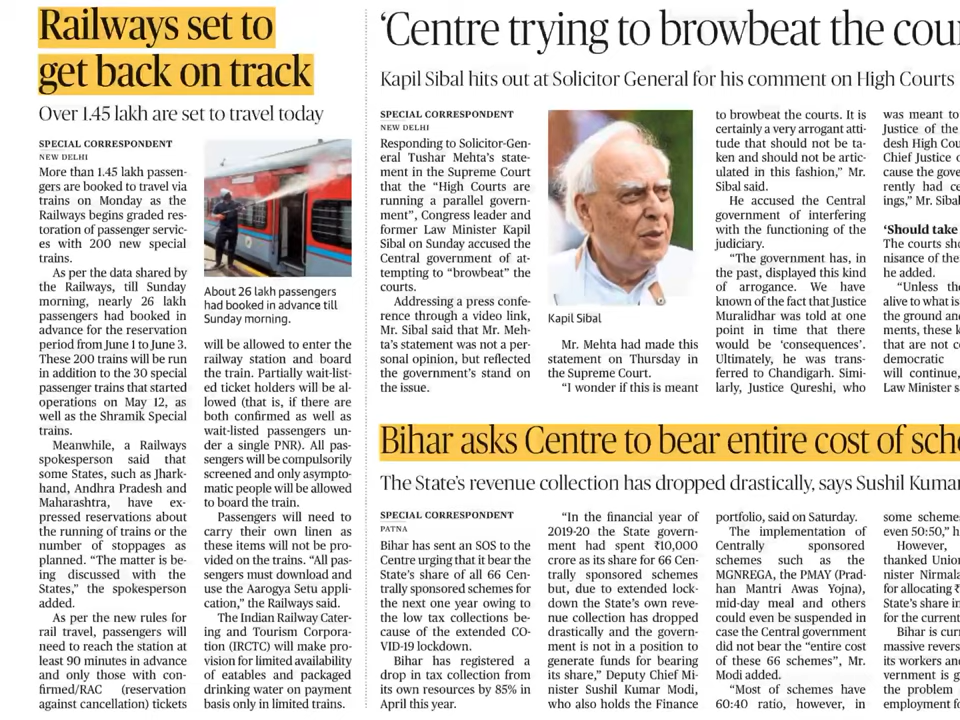 Railways set to
get back on track
Over 1.45 lakh are set to travel today
SPECIAL CORRESPONDENT
NEW DELHI
More than 1.45 lakh passen-
gers are booked to travel via
trains on Monday as the
Railways begins graded res-
toration of passenger servic-
es with 200 new special
trains.
As per the data shared by
the Railways, till Sunday
morning, nearly 26 lakh
passengers had booked in
advance for the reservation
period from June 1 to June 3.
These 200 trains will be run
in addition to the 30 special
passenger trains that started
operations on May 12, as
well as the Shramik Special
trains.
Meanwhile, a Railways
spokesperson said that
some States, such as Jhark-
hand, Andhra Pradesh and
Maharashtra, have ex-
pressed reservations about
the running of trains or the
number of stoppages as
planned. “The matter is be-
ing discussed with the
States,” the spokesperson
added.
As per the new rules for
rail travel, passengers will
need to reach the station at
least 90 minutes in advance
and only those with con-
firmed/RAC (reservation
against cancellation) tickets
About 26 lakh passengers
had booked in advance till
Sunday morning.
will be allowed to enter the
railway station and board
the train. Partially wait-list-
ed ticket holders will be al-
lowed (that is, if there are
both confirmed as well as
wait-listed passengers un-
der a single PNR). All pas-
sengers will be compulsorily
screened and only asympto-
matic people will be allowed
to board the train.
Passengers will need to
carry their own linen as
these items will not be pro-
vided on the trains. “All pas-
sengers must download and
use the Aarogya Setu appli-
cation,” the Railways said.
The Indian Railway Cater-
ing and Tourism Corpora-
tion (IRCTC) will make pro-
vision for limited availability
of eatables and packaged
drinking water on payment
basis only in limited trains.
‘Centre trying to browbeat the cour
Kapil Sibal hits out at Solicitor General for his comment on High Courts
SPECIAL CORRESPONDENT
NEW DELHI
Responding to Solicitor-Gen-
eral Tushar Mehta’s state-
ment in the Supreme Court
that the “High Courts are
running a parallel govern-
ment”, Congress leader and
former Law Minister Kapil
Sibal on Sunday accused the
Central government of at-
tempting to “browbeat” the
courts.
Addressing a press confe-
rence through a video link,
Mr. Sibal said that Mr. Meh-
ta’s statement was not a per-
sonal opinion, but reflected
the government’s stand on
the issue.
Kapil Sibal
Mr. Mehta had made this
statement on Thursday in
the Supreme Court.
“I wonder if this is meant
to browbeat the courts. It is
certainly a very arrogant atti-
tude that should not be ta-
ken and should not be artic-
ulated in this fashion,” Mr.
Sibal said.
He accused the Central
government of interfering
with the functioning of the
judiciary.
“The government has, in
the past, displayed this kind
of arrogance. We have
known of the fact that Justice
Muralidhar was told at one
point in time that there
would be ‘consequences’.
Ultimately, he was trans-
ferred to Chandigarh. Simi-
larly, Justice Qureshi, who
was meant to
Justice of the
desh High Cou
Chief Justice o
cause the gove
rently had ce
ings,” Mr. Sibal
‘Should take
The courts sho
nisance of the
he added.
“Unless the
alive to what is
the ground an
ments, these k
that are not c
democratic
will continue,
Law Minister s
Bihar asks Centre to bear entire cost of sche
The State’s revenue collection has dropped drastically, says Sushil Kumar
SPECIAL CORRESPONDENT
PATNA
Bihar has sent an SOS to the
Centre urging that it bear the
State’s share of all 66 Cen-
trally sponsored schemes for
the next one year owing to
the low tax collections be-
cause of the extended CO-
VID-19 lockdown.
Bihar has registered a
drop in tax collection from
its own resources by 85% in
April this year.
“In the financial year of
2019-20 the State govern-
ment had spent ₹10,000
crore as its share for 66 Cen-
trally sponsored schemes
but, due to extended lock-
down the State’s own reve-
nue collection has dropped
drastically and the govern-
ment is not in a position to
generate funds for bearing
its share,” Deputy Chief Mi-
nister Sushil Kumar Modi,
who also holds the Finance
portfolio, said on Saturday.
The implementation of
Centrally sponsored
schemes such as the
MGNREGA, the PMAY (Prad-
han Mantri Awas Yojna),
mid-day meal and others
could even be suspended in
case the Central government
did not bear the “entire cost
of these 66 schemes”, Mr.
Modi added.
“Most of schemes have
60:40 ratio, however, in
some schemes
even 50:50,” h
However,
thanked Union
nister Nirmala
for allocating ₹
State’s share in
for the current
Bihar is curr
massive revers
its workers and
vernment is g
the problem
employment f